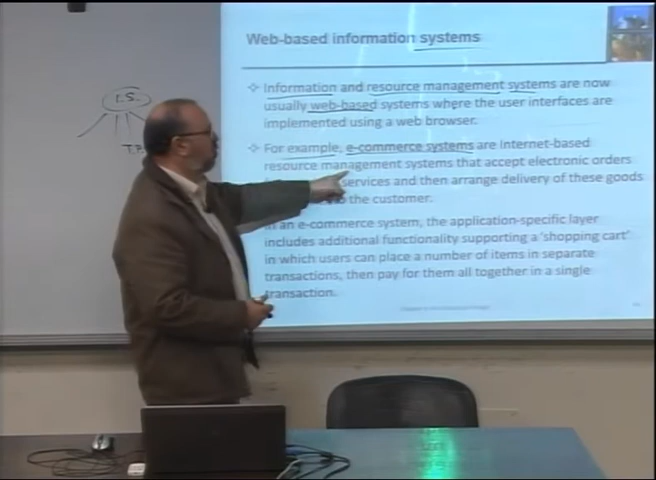 Web-based information systems
I.S.
T.P
Information and resource management systems are now
usually web-based systems where the user interfaces are
implemented using a web browser.
For example, e-commerce systems are Internet-based
resource management systems that accept electronic orders
services and then arrange delivery of these goods
the customer.
In an e-commerce system, the application-specific layer
includes additional functionality supporting a ‘shopping cart’
in which users can place a number of items in separate
transactions, then pay for them all together in a single
transaction.